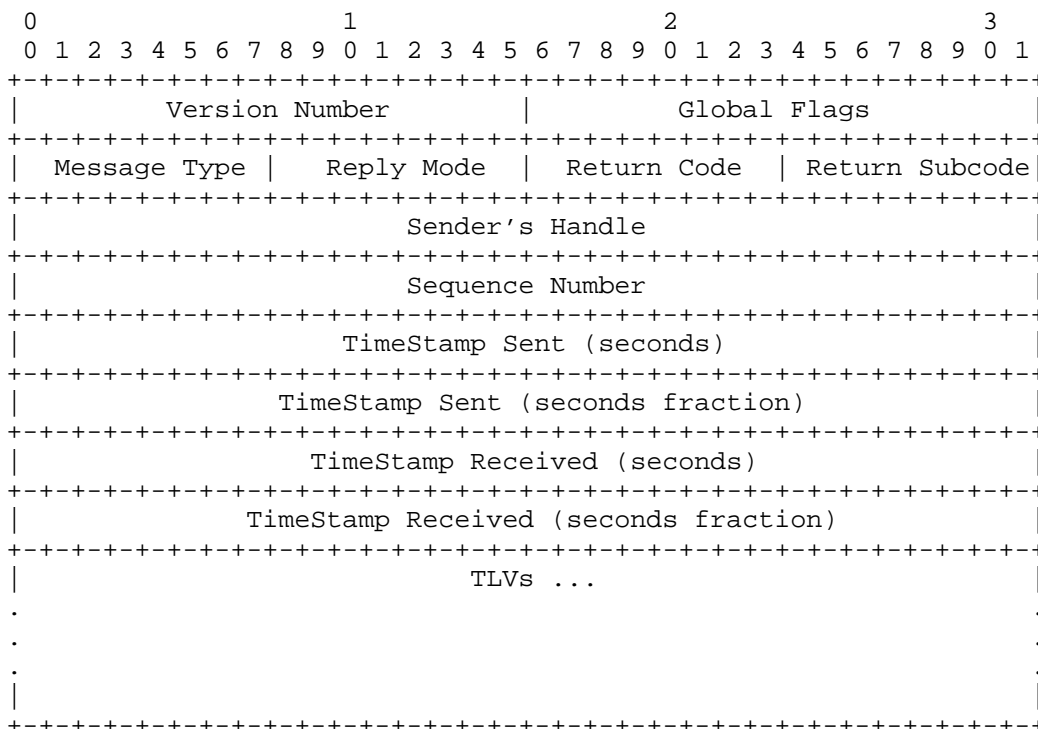 0                   1                   2                   3
 0 1 2 3 4 5 6 7 8 9 0 1 2 3 4 5 6 7 8 9 0 1 2 3 4 5 6 7 8 9 0 1
+-+-+-+-+-+-+-+-+-+-+-+-+-+-+-+-+-+-+-+-+-+-+-+-+-+-+-+-+-+-+-+-+
|         Version Number        |         Global Flags          |
+-+-+-+-+-+-+-+-+-+-+-+-+-+-+-+-+-+-+-+-+-+-+-+-+-+-+-+-+-+-+-+-+
|  Message Type |   Reply Mode  |  Return Code  | Return Subcode|
+-+-+-+-+-+-+-+-+-+-+-+-+-+-+-+-+-+-+-+-+-+-+-+-+-+-+-+-+-+-+-+-+
|                        Sender’s Handle                        |
+-+-+-+-+-+-+-+-+-+-+-+-+-+-+-+-+-+-+-+-+-+-+-+-+-+-+-+-+-+-+-+-+
|                        Sequence Number                        |
+-+-+-+-+-+-+-+-+-+-+-+-+-+-+-+-+-+-+-+-+-+-+-+-+-+-+-+-+-+-+-+-+
|                    TimeStamp Sent (seconds)                   |
+-+-+-+-+-+-+-+-+-+-+-+-+-+-+-+-+-+-+-+-+-+-+-+-+-+-+-+-+-+-+-+-+
|                TimeStamp Sent (seconds fraction)              |
+-+-+-+-+-+-+-+-+-+-+-+-+-+-+-+-+-+-+-+-+-+-+-+-+-+-+-+-+-+-+-+-+
|                  TimeStamp Received (seconds)                 |
+-+-+-+-+-+-+-+-+-+-+-+-+-+-+-+-+-+-+-+-+-+-+-+-+-+-+-+-+-+-+-+-+
|              TimeStamp Received (seconds fraction)            |
+-+-+-+-+-+-+-+-+-+-+-+-+-+-+-+-+-+-+-+-+-+-+-+-+-+-+-+-+-+-+-+-+
|                            TLVs ...                           |
.                                                               .
.                                                               .
.                                                               .
|                                                               |
+-+-+-+-+-+-+-+-+-+-+-+-+-+-+-+-+-+-+-+-+-+-+-+-+-+-+-+-+-+-+-+-+